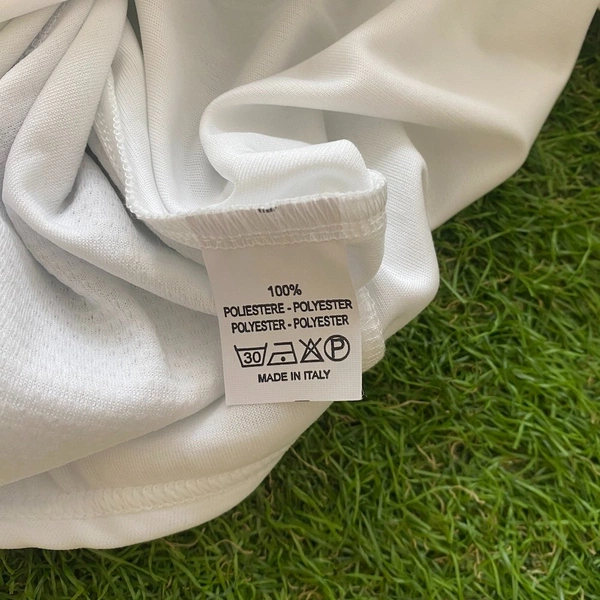 100%
POLIESTERE - POLYESTER
POLYESTER - POLYESTER
30 P
MADE IN ITALY